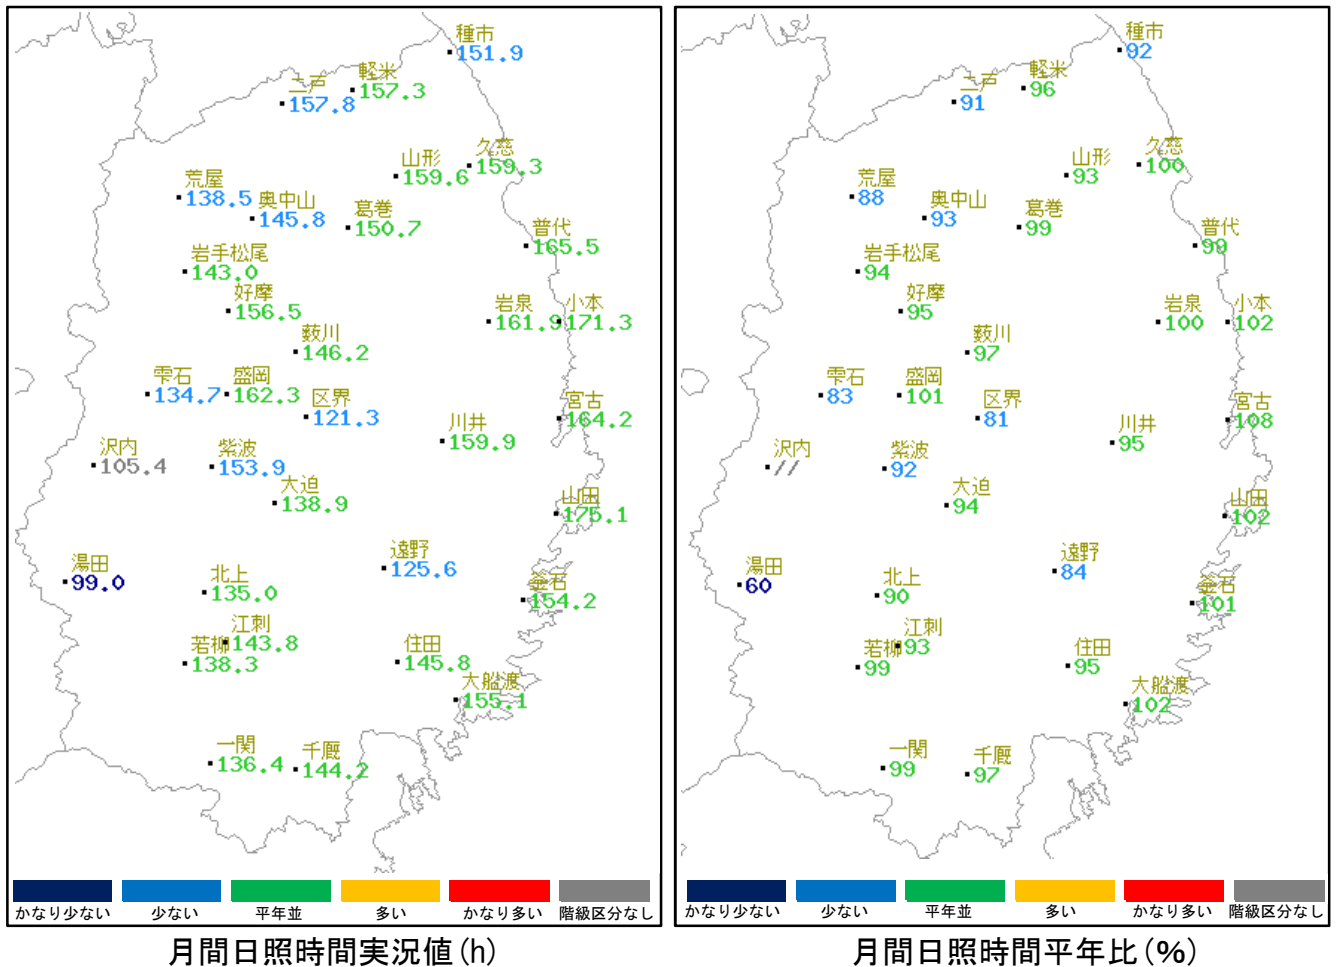 種市
151.9
軽米
157.3
二戸
157.8
久慈
159.3
山形
159.6
荒屋
138.5
奥中山
145.8
葛巻
150.7
普代
165.5
岩手松尾
143.0
好摩
156.5
岩泉
161.9
小本
171.3
薮川
146.2
雫石
134.7
盛岡
162.3
区界
121.3
宮古
164.2
川井
159.9
沢内
105.4
紫波
153.9
大迫
138.9
山田
175.1
湯田
99.0
遠野
125.6
北上
135.0
釜石
154.2
江刺
143.8
若柳
138.3
住田
145.8
大船渡
155.1
一関
136.4
千厩
144.2
かなり少ない
少ない
平年並
多い
かなり多い
階級区分なし
月間日照時間実況値(h)
種市
92
軽米
96
二戸
91
久慈
100
山形
93
荒屋
88
奥中山
93
葛巻
99
普代
99
岩手松尾
94
好摩
95
岩泉
100
小本
102
薮川
97
雫石
83
盛岡
101
区界
81
宮古
108
川井
95
沢内
//
紫波
92
大迫
94
山田
102
湯田
60
遠野
84
北上
90
釜石
101
江刺
93
若柳
99
住田
95
大船渡
102
一関
99
千厩
97
かなり少ない
少ない
平年並
多い
かなり多い
階級区分なし
月間日照時間平年比(%)